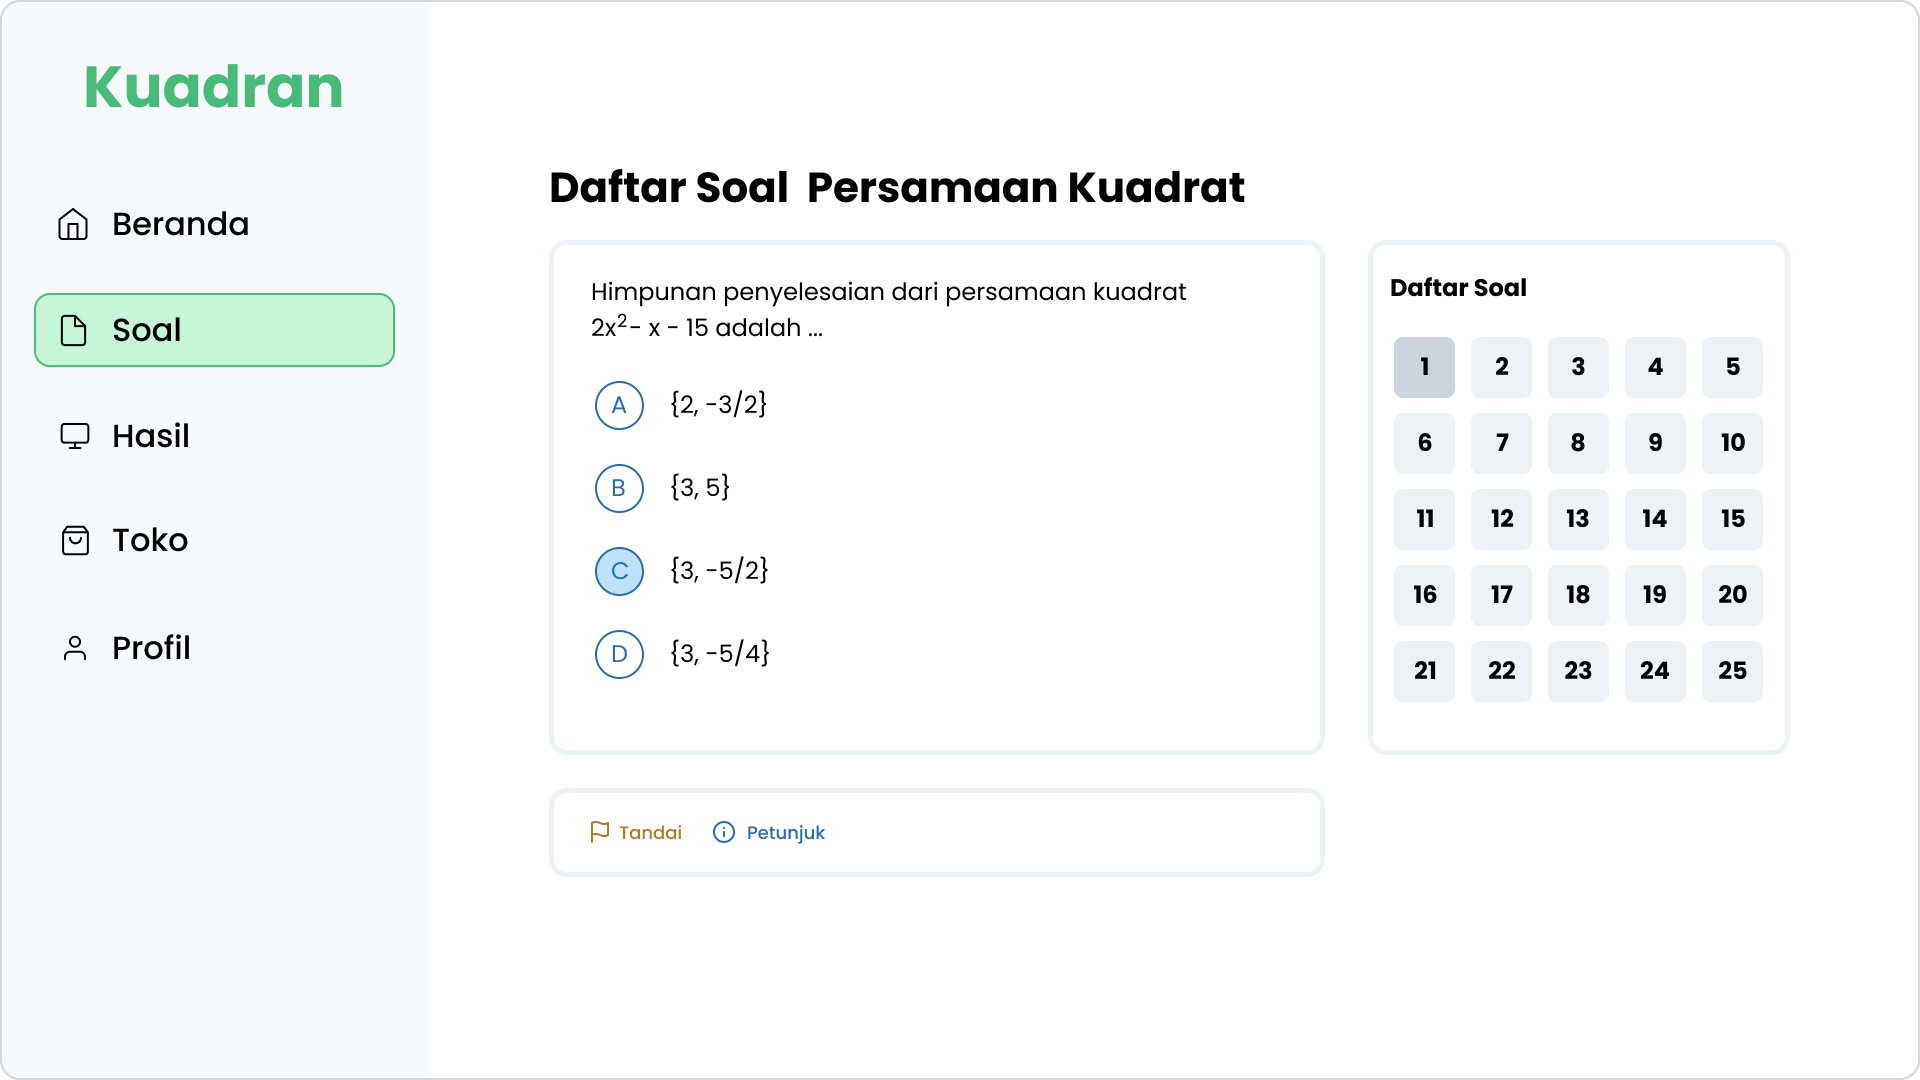 Kuadran
Beranda
Soal
Hasil
Toko
Profil
Daftar Soal Persamaan Kuadrat
Himpunan penyelesaian dari persamaan kuadrat
2x²- x - 15 adalah ...
A {2, -3/2}
B {3, 5}
C {3, -5/2}
D {3, -5/4}
Tandai Petunjuk
Daftar Soal
1 2 3 4 5
6 7 8 9 10
11 12 13 14 15
16 17 18 19 20
21 22 23 24 25